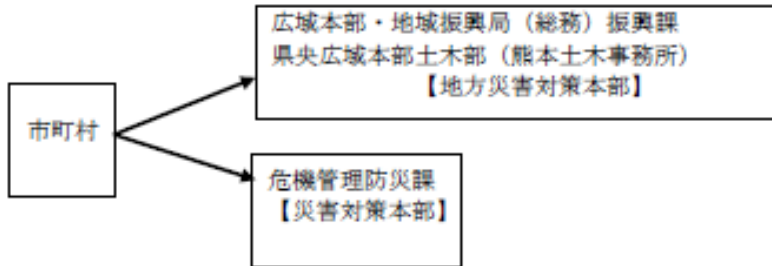 広域本部・地域振興局（総務）振興課
県央広域本部土木部（熊本土木事務所）
【地方災害対策本部】
市町村
危機管理防災課
【災害対策本部】